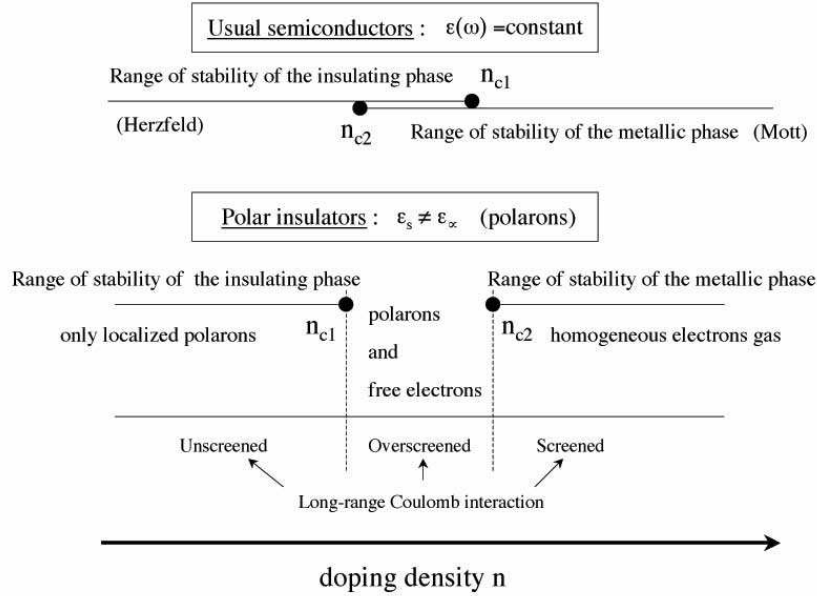 Usual semiconductors : ε(ω) =constant
Range of stability of the insulating phase n_c1
(Herzfeld) n_c2 Range of stability of the metallic phase (Mott)
Polar insulators : ε_s ≠ ε_∝ (polarons)
Range of stability of the insulating phase Range of stability of the metallic phase
only localized polarons n_c1 polarons n_c2 homogeneous electrons gas
and
free electrons
Unscreened Overscreened Screened
Long-range Coulomb interaction
doping density n